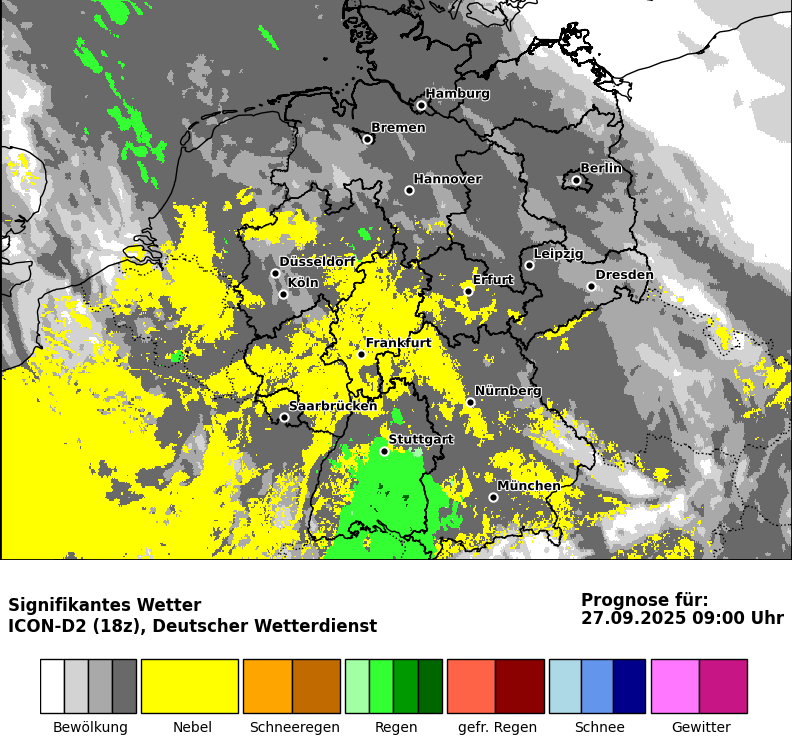 Hamburg
Bremen
Berlin
Hannover
Leipzig
Düsseldorf
Dresden
Köln
Erfurt
Frankfurt
Nürnberg
Saarbrücken
Stuttgart
München
Signifikantes Wetter
ICON-D2 (18z), Deutscher Wetterdienst
Prognose für:
27.09.2025 09:00 Uhr
Bewölkung Nebel Schneeregen Regen gefr. Regen Schnee Gewitter